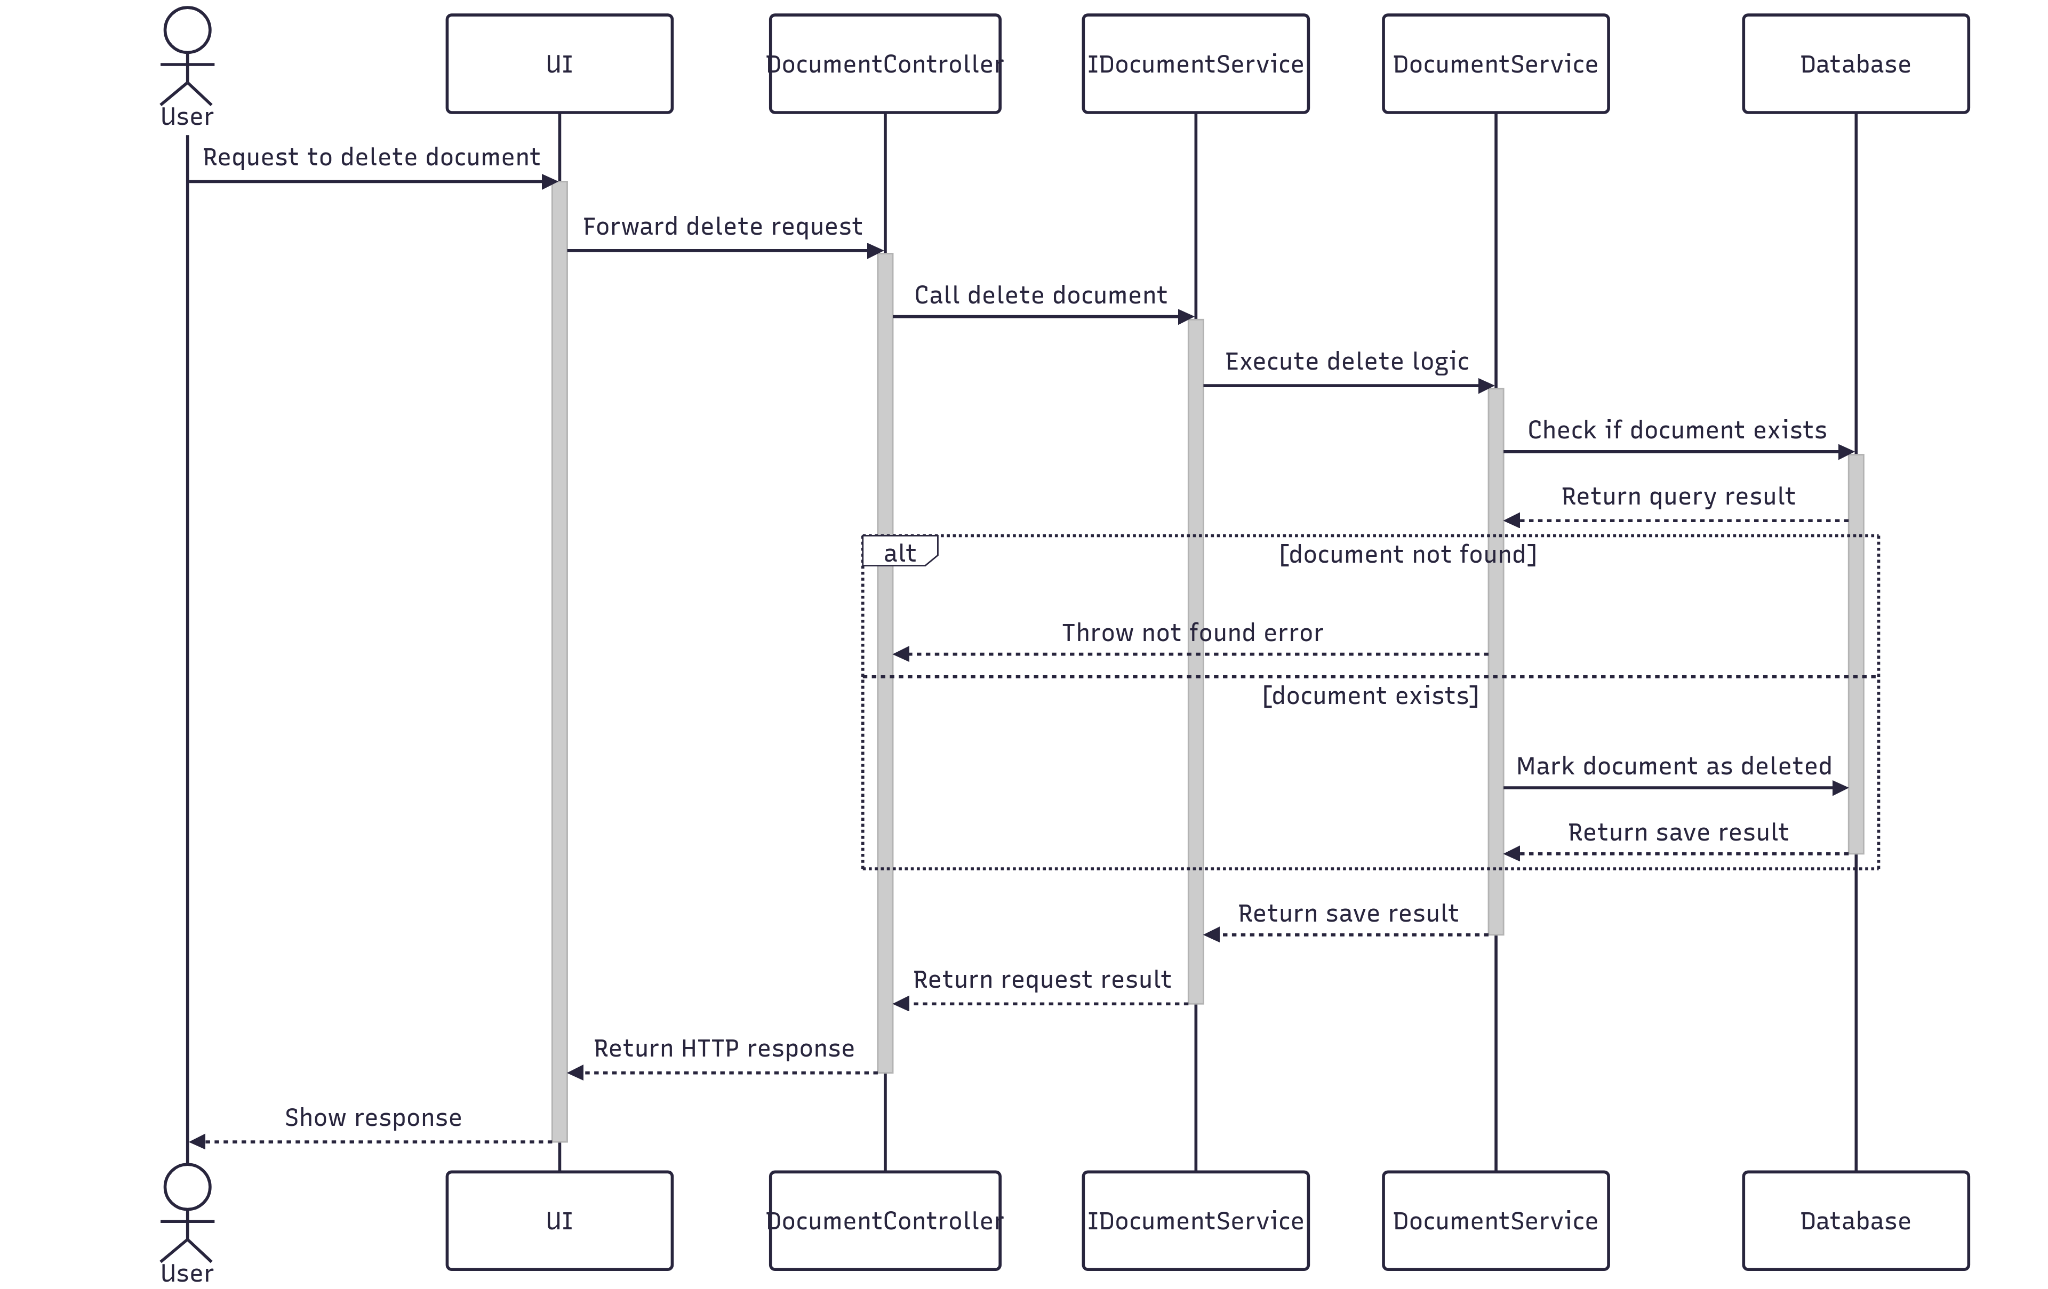 User
UI
DocumentController
IDocumentService
DocumentService
Database
Request to delete document
Forward delete request
Call delete document
Execute delete logic
Check if document exists
Return query result
alt
[document not found]
Throw not found error
[document exists]
Mark document as deleted
Return save result
Return save result
Return request result
Return HTTP response
Show response
User
UI
DocumentController
IDocumentService
DocumentService
Database